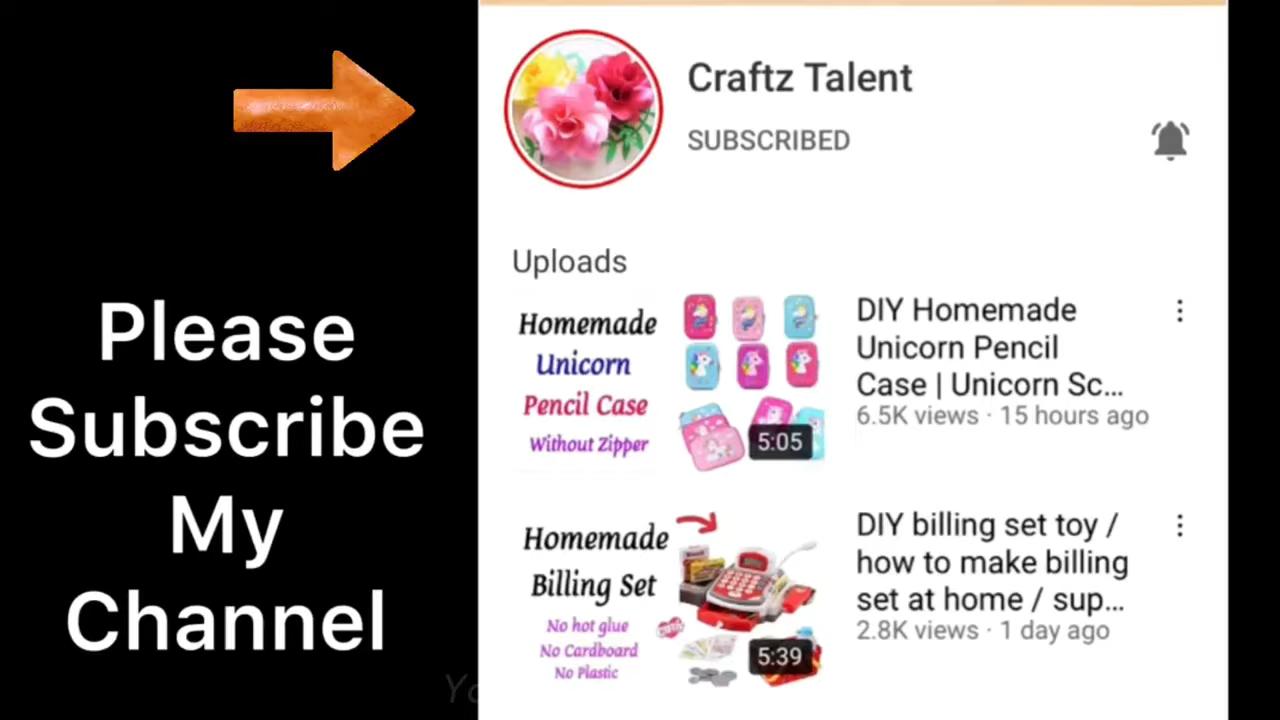 Please
Subscribe
My
Channel
Craftz Talent
SUBSCRIBED
Uploads
Homemade
Unicorn
Pencil Case
Without Zipper
5:05
DIY Homemade
Unicorn Pencil
Case | Unicorn Sc...
6.5K views · 15 hours ago
Homemade
Billing Set
No hot glue
No Cardboard
No Plastic
5:39
DIY billing set toy /
how to make billing
set at home / sup...
2.8K views · 1 day ago